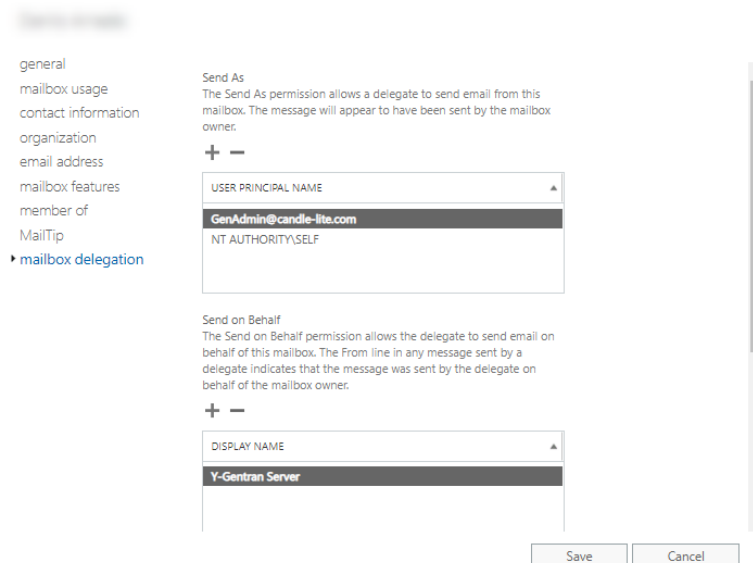 general
mailbox usage
contact information
organization
email address
mailbox features
member of
MailTip
mailbox delegation
Send As
The Send As permission allows a delegate to send email from this
mailbox. The message will appear to have been sent by the mailbox
owner.
USER PRINCIPAL NAME
GenAdmin@candle-lite.com
NT AUTHORITY\SELF
Send on Behalf
The Send on Behalf permission allows the delegate to send email on
behalf of this mailbox. The From line in any message sent by a
delegate indicates that the message was sent by the delegate on
behalf of the mailbox owner.
DISPLAY NAME
Y-Gentran Server
Save
Cancel